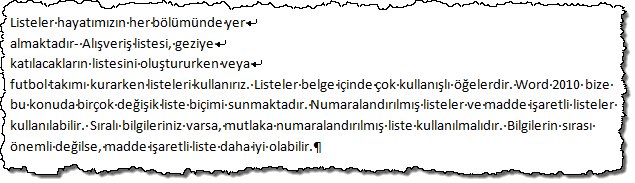 Listeler hayatımızın her bölümünde yer
almaktadır- Alışveriş listesi, geziye
katılacakların listesini oluştururken veya
futbol takımı kurarken listeleri kullanırız. Listeler belge içinde çok kullanışlı öğelerdir. Word 2010 bize
bu konuda birçok değişik liste biçimi sunmaktadır. Numaralandırılmış listeler ve madde işaretli listeler
kullanılabilir. Sıralı bilgileriniz varsa, mutlaka numaralandırılmış liste kullanılmalıdır. Bilgilerin sırası
önemli değilse, madde işaretli liste daha iyi olabilir.¶